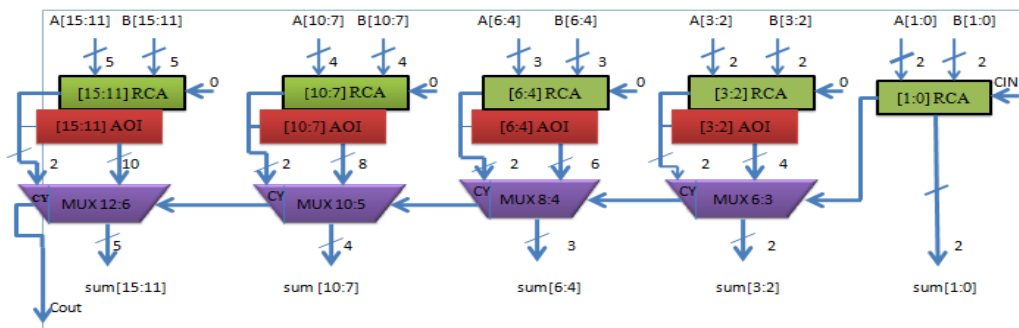 A[15:11] B[15:11] A[10:7] B[10:7] A[6:4] B[6:4] A[3:2] B[3:2] A[1:0] B[1:0]
5 5 4 4 3 3 2 2 2 2
[15:11] RCA 0 [10:7] RCA 0 [6:4] RCA 0 [3:2] RCA 0 [1:0] RCA CIN
[15:11] AOI [10:7] AOI [6:4] AOI [3:2] AOI
2 10 2 8 2 6 2 4
CY MUX 12:6 CY MUX 10:5 CY MUX 8:4 CY MUX 6:3
5 4 3 2 2
sum[15:11] sum [10:7] sum[6:4] sum[3:2] sum[1:0]
Cout